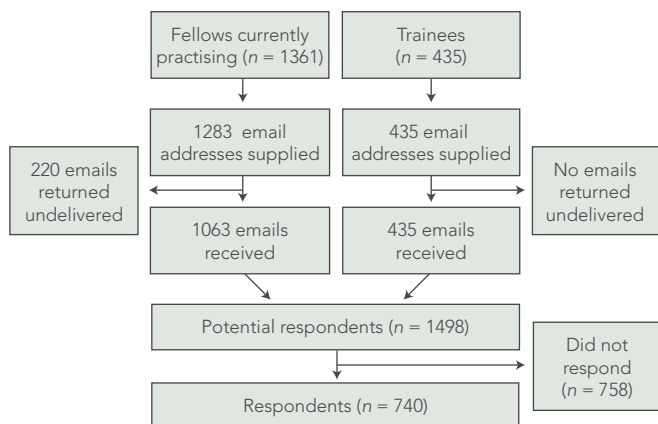 Fellows currently
practising (n = 1361)
Trainees
(n = 435)
1283 email
addresses supplied
435 email
addresses supplied
220 emails
returned
undelivered
No emails
returned
undelivered
1063 emails
received
435 emails
received
Potential respondents (n = 1498)
Did not
respond
(n = 758)
Respondents (n = 740)